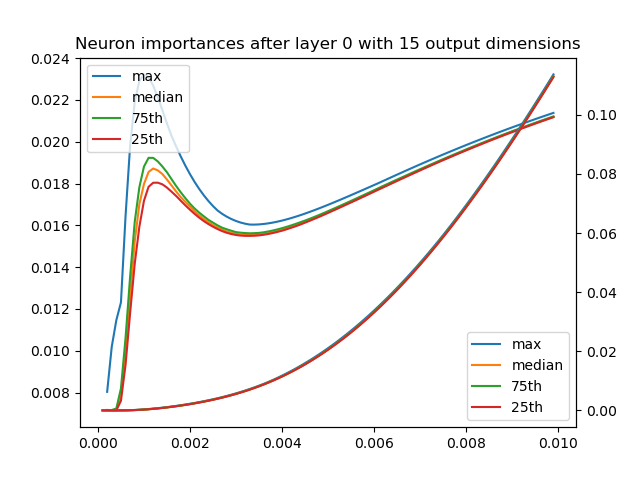 Neuron importances after layer 0 with 15 output dimensions
0.024
0.022
0.020
0.018
0.016
0.014
0.012
0.010
0.008
max
median
75th
25th
0.10
0.08
0.06
0.04
0.02
0.00
max
median
75th
25th
0.000 0.002 0.004 0.006 0.008 0.010